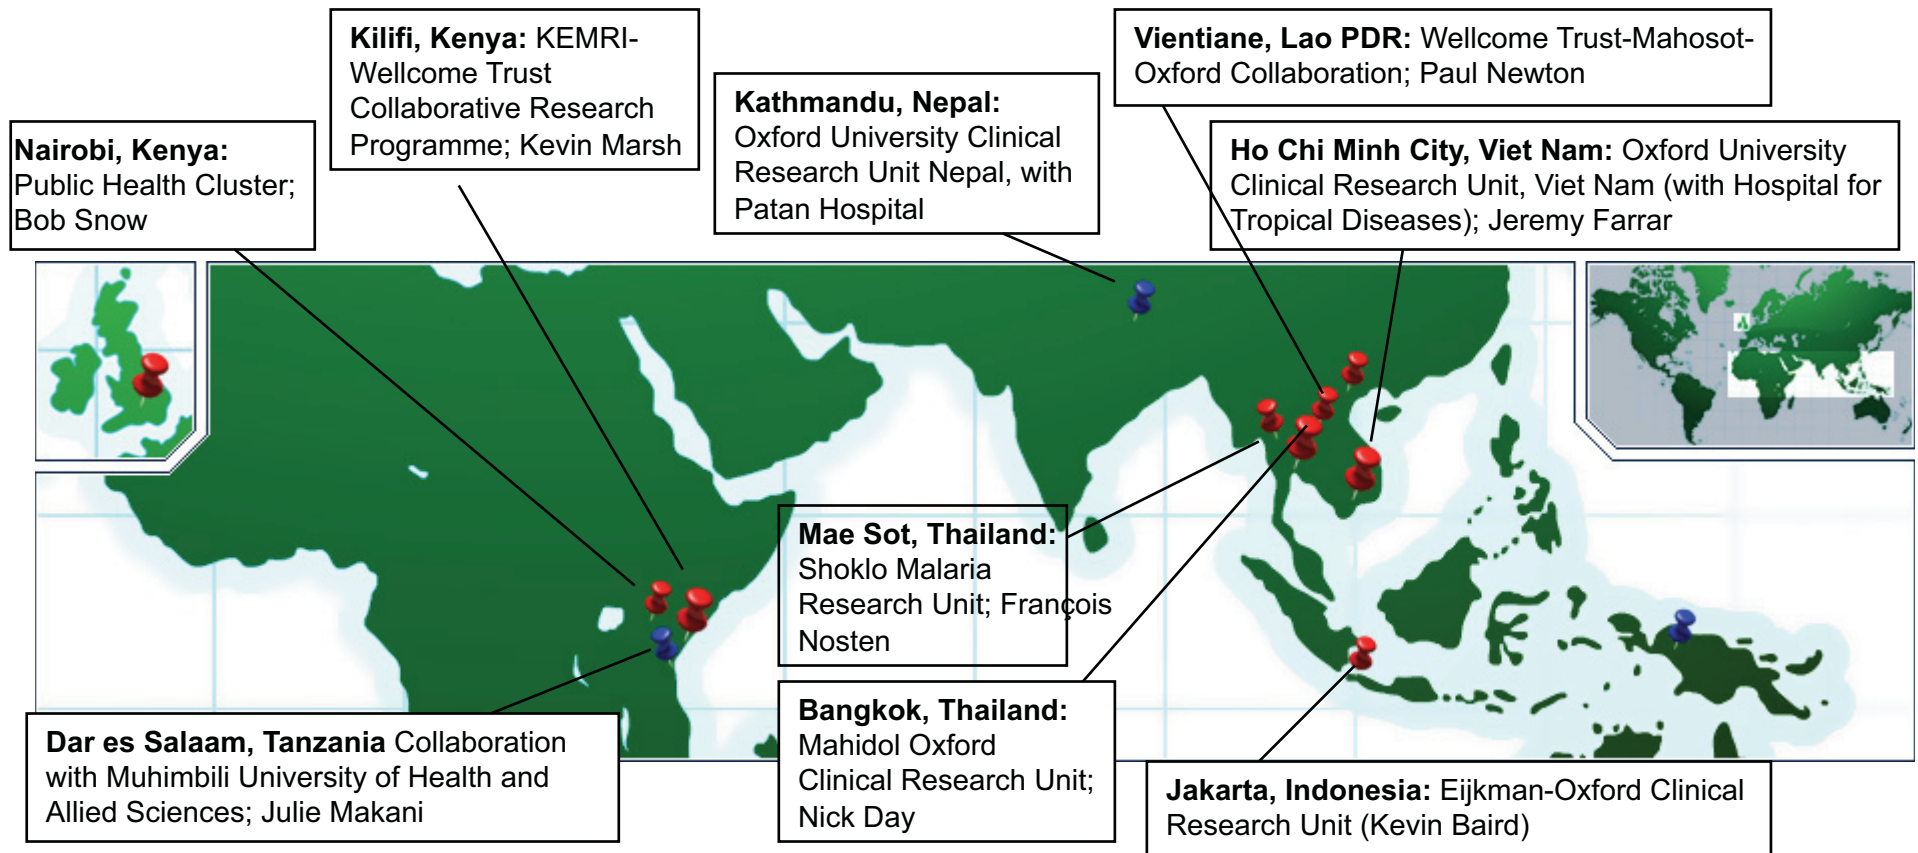 Kilifi, Kenya: KEMRI-
Wellcome Trust
Collaborative Research
Programme; Kevin Marsh
Vientiane, Lao PDR: Wellcome Trust-Mahosot-
Oxford Collaboration; Paul Newton
Kathmandu, Nepal:
Oxford University Clinical
Research Unit Nepal, with
Patan Hospital
Nairobi, Kenya:
Public Health Cluster;
Bob Snow
Ho Chi Minh City, Viet Nam: Oxford University
Clinical Research Unit, Viet Nam (with Hospital for
Tropical Diseases); Jeremy Farrar
Mae Sot, Thailand:
Shoklo Malaria
Research Unit; François
Nosten
Bangkok, Thailand:
Mahidol Oxford
Clinical Research Unit;
Nick Day
Dar es Salaam, Tanzania Collaboration
with Muhimbili University of Health and
Allied Sciences; Julie Makani
Jakarta, Indonesia: Eijkman-Oxford Clinical
Research Unit (Kevin Baird)